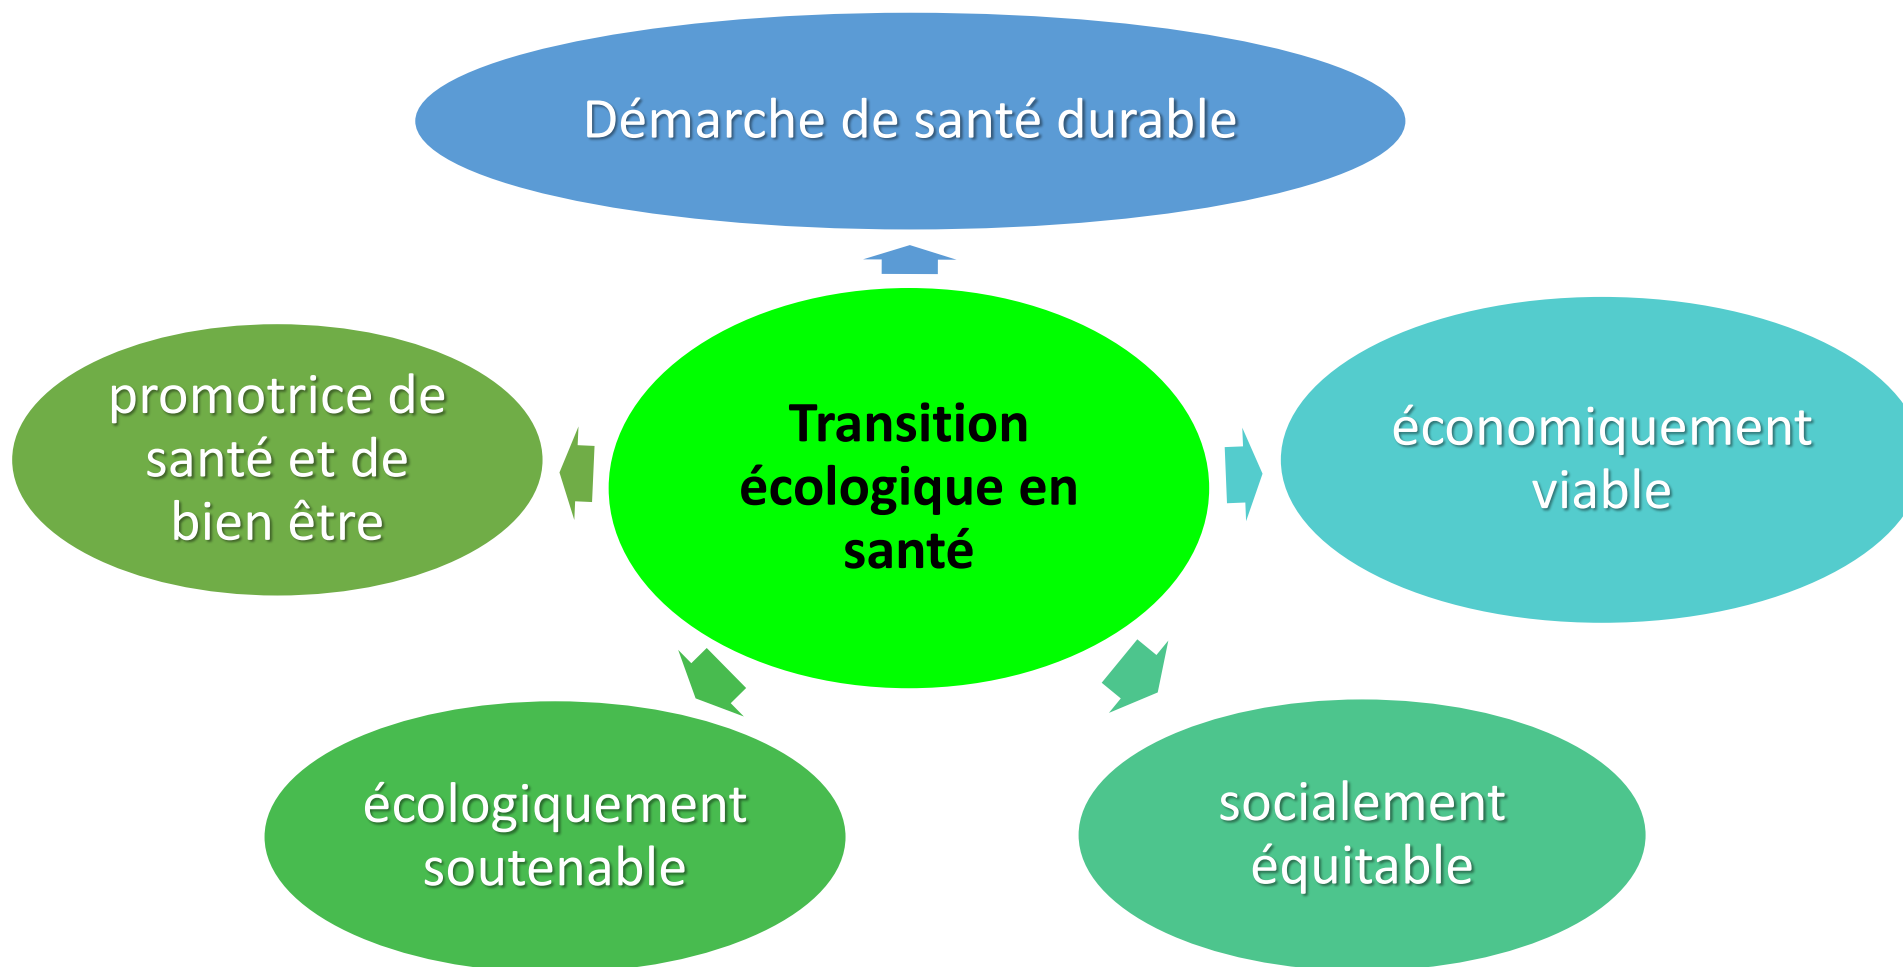 Démarche de santé durable
promotrice de
santé et de
bien être
Transition
écologique en
santé
économiquement
viable
écologiquement
soutenable
socialement
équitable